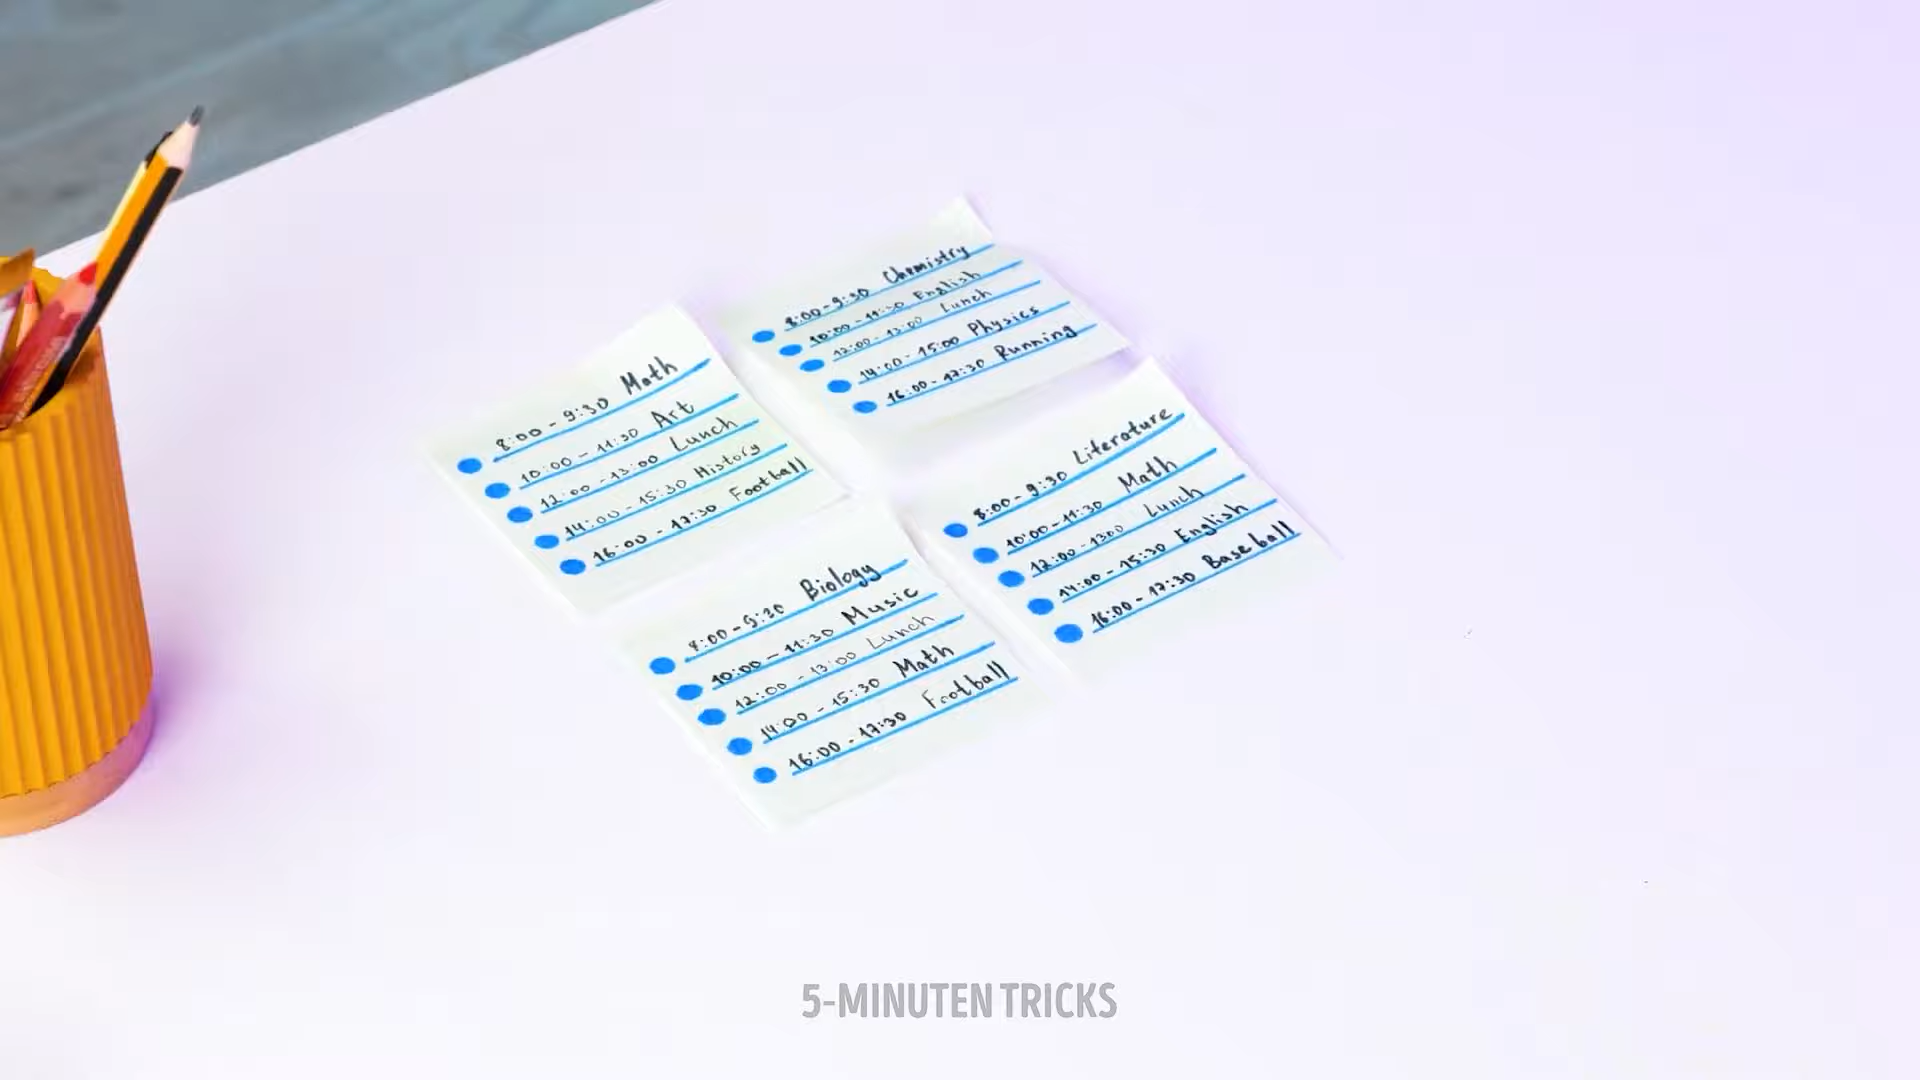 8:00 - 9:30 Math
10:00 - 11:30 Art
12:00 - 13:00 Lunch
14:00 - 15:30 History
16:00 - 17:30 Football
8:00 - 9:30 Chemistry
10:00 - 11:30 English
12:00 - 13:00 Lunch
14:00 - 15:00 Physics
16:00 - 17:30 Running
8:00 - 9:30 Biology
10:00 - 11:30 Music
12:00 - 13:00 Lunch
14:00 - 15:30 Math
16:00 - 17:30 Football
8:00 - 9:30 Literature
10:00 - 11:30 Math
12:00 - 1300 Lunch
14:00 - 15:30 English
16:00 - 17:30 Baseball
5-MINUTEN TRICKS